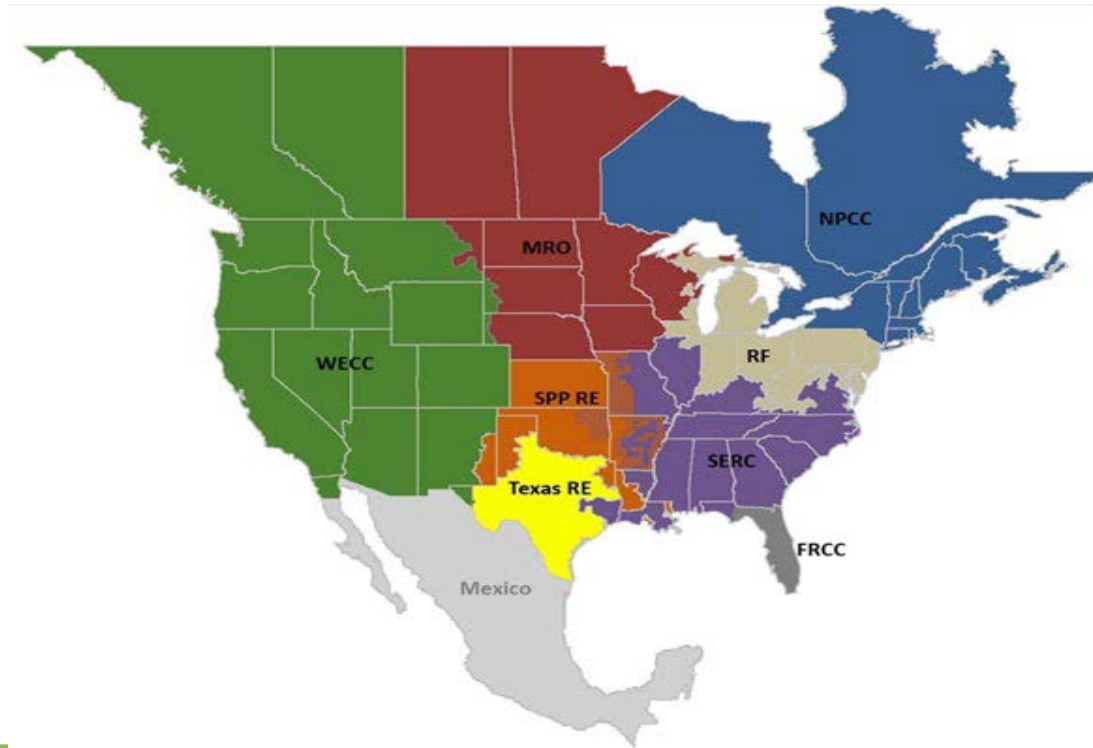 NPCC
MRO
RF
WECC
SPP RE
SERC
Texas RE
FRCC
Mexico